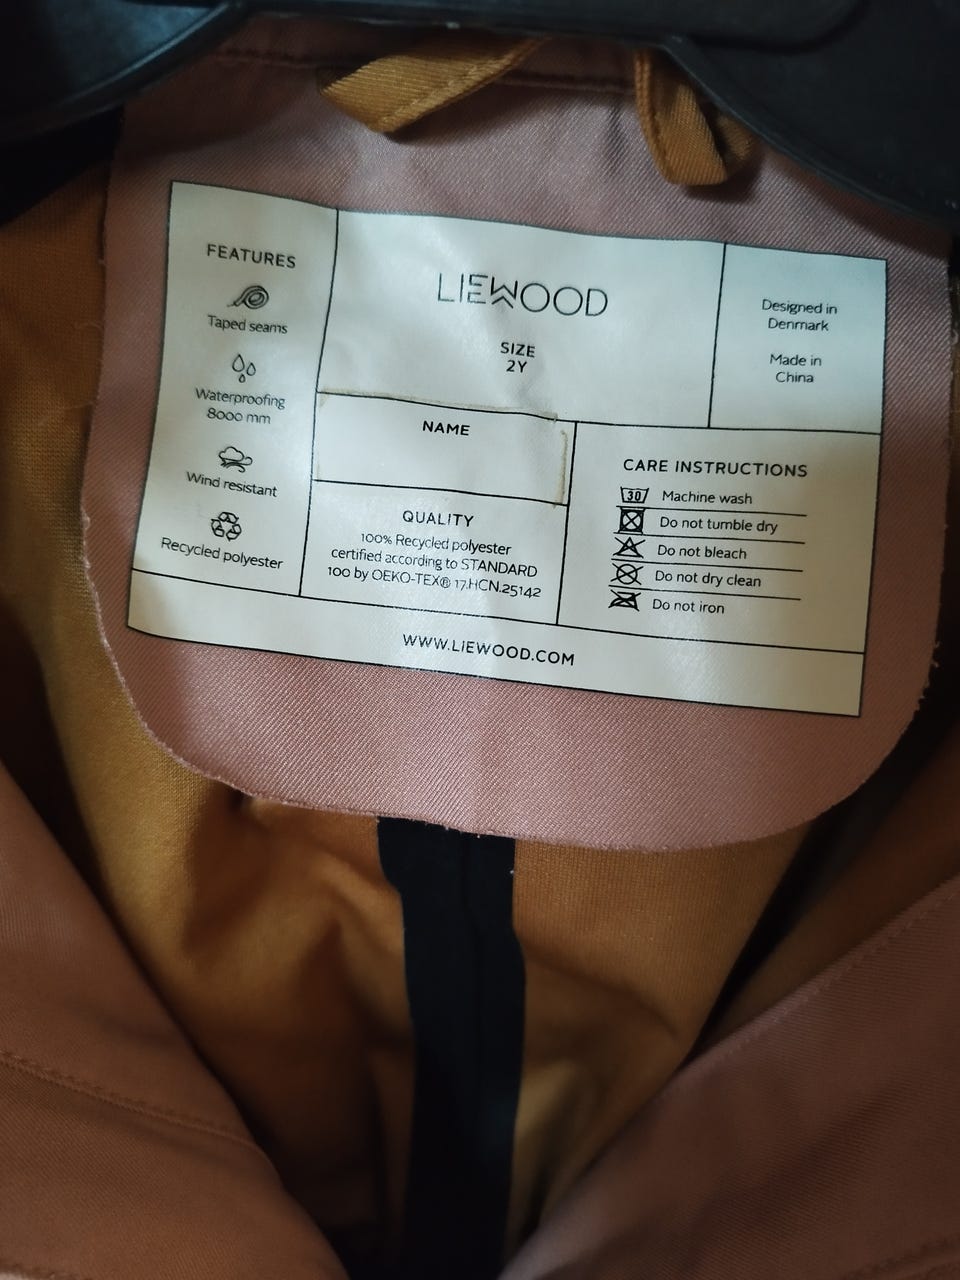 FEATURES
Taped seams
Waterproofing
8000 mm
Wind resistant
Recycled polyester
LIEWOOD
SIZE
2Y
Designed in
Denmark
Made in
China
NAME
QUALITY
100% Recycled polyester
certified according to STANDARD
100 by OEKO-TEX® 17.HCN.25142
CARE INSTRUCTIONS
30 Machine wash
Do not tumble dry
Do not bleach
Do not dry clean
Do not iron
WWW.LIEWOOD.COM